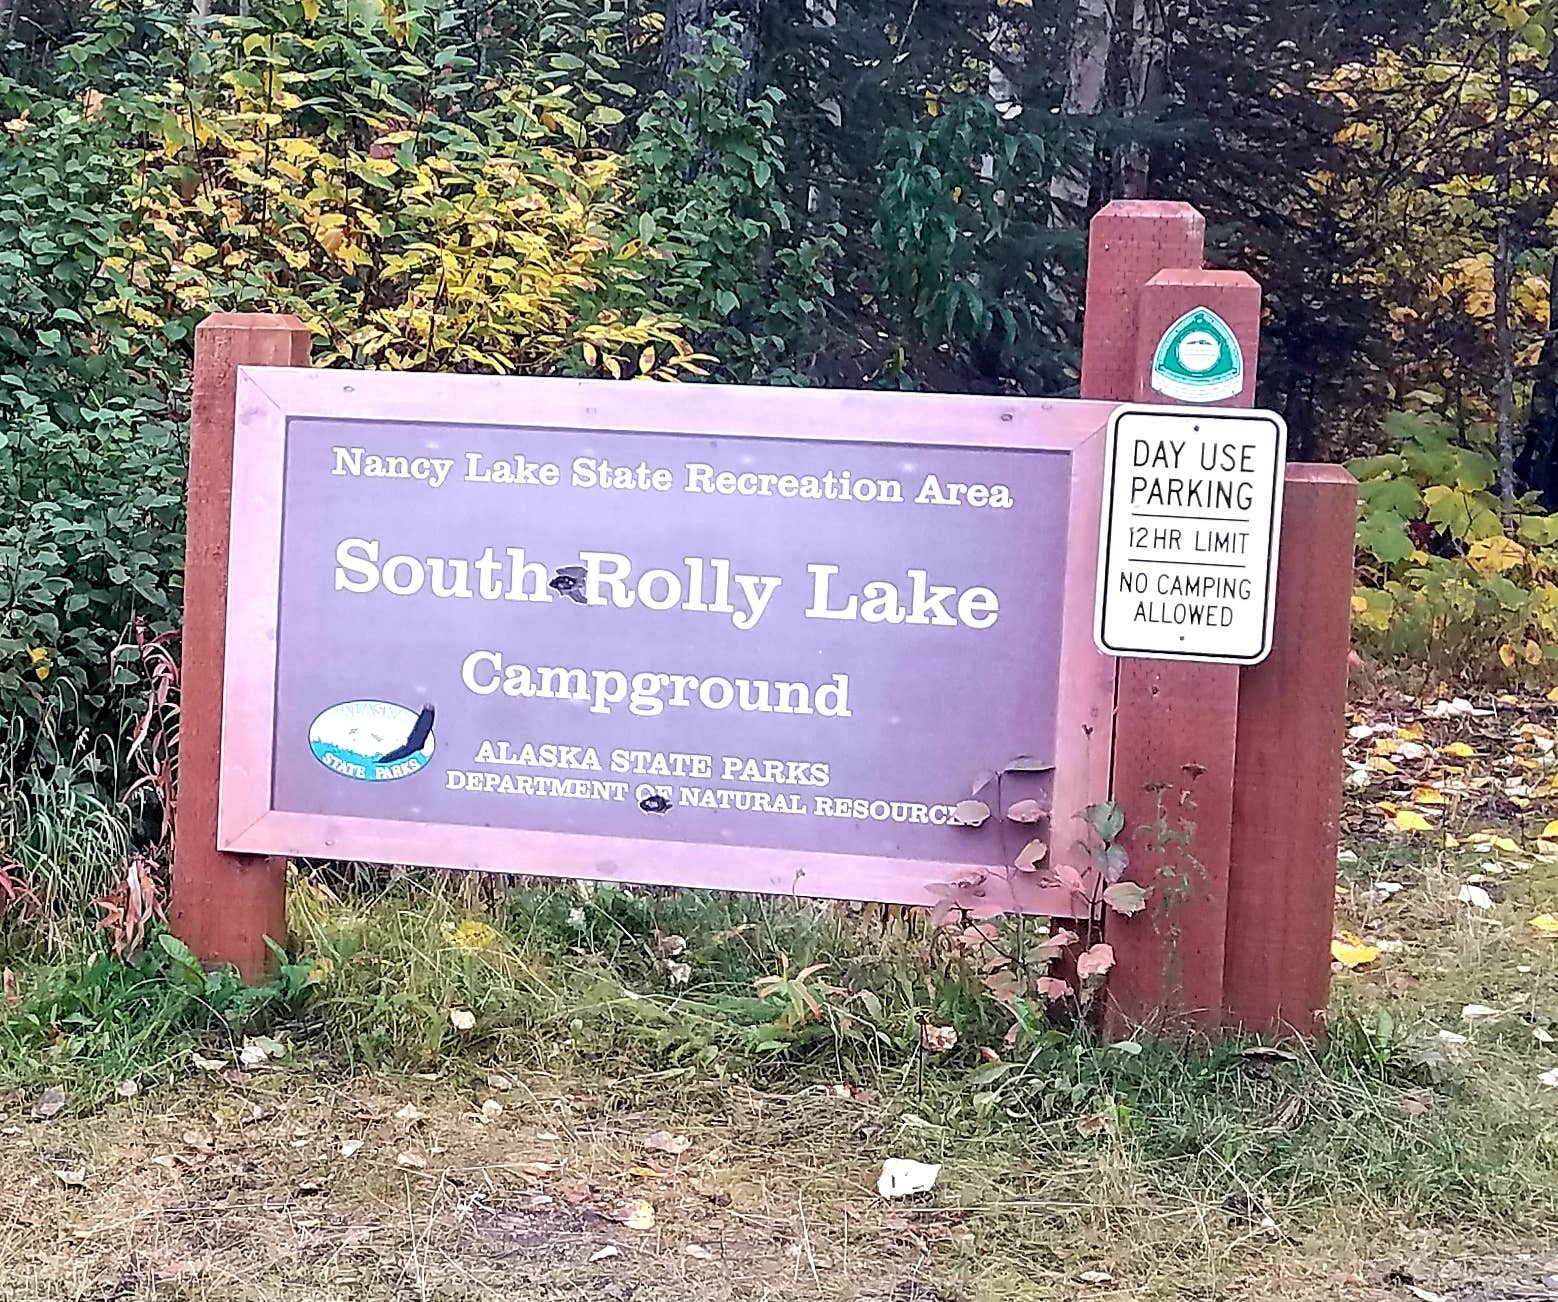 Nancy Lake State Recreation Area
South Rolly Lake
Campground
ALASKA STATE PARKS
DEPARTMENT OF NATURAL RESOURCES
STATE PARKS
DAY USE
PARKING
12 HR LIMIT
NO CAMPING
ALLOWED